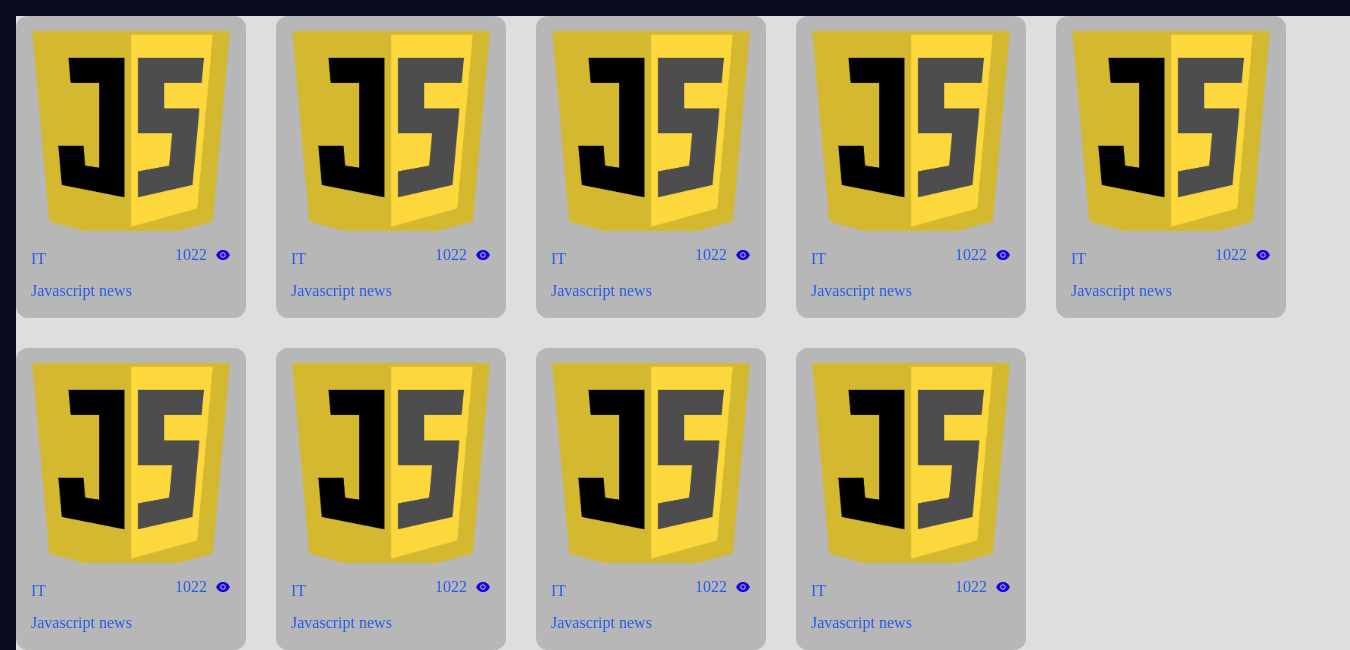 JS JS JS JS JS
IT 1022 IT 1022 IT 1022 IT 1022 IT 1022
Javascript news Javascript news Javascript news Javascript news Javascript news
JS JS JS JS
IT 1022 IT 1022 IT 1022 IT 1022
Javascript news Javascript news Javascript news Javascript news